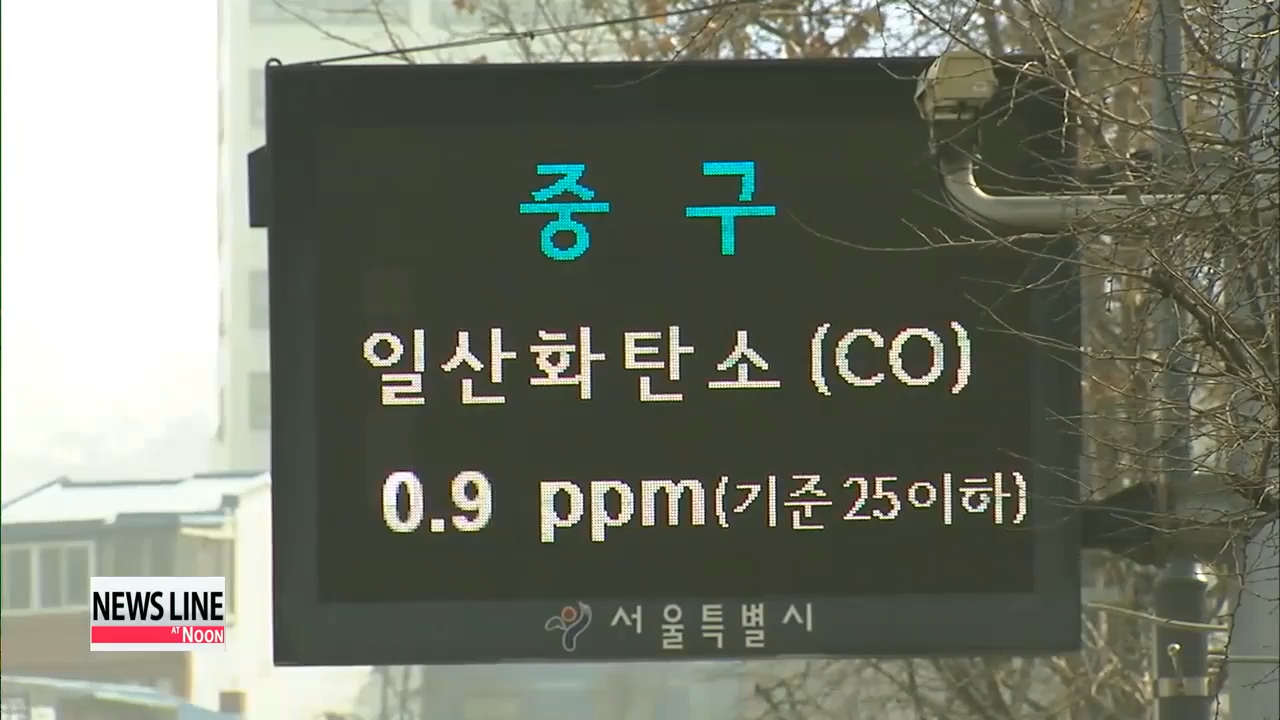 중 구
일산화탄소 (CO)
0.9 ppm(기준25이하)
서울특별시
NEWS LINE
AT NOON